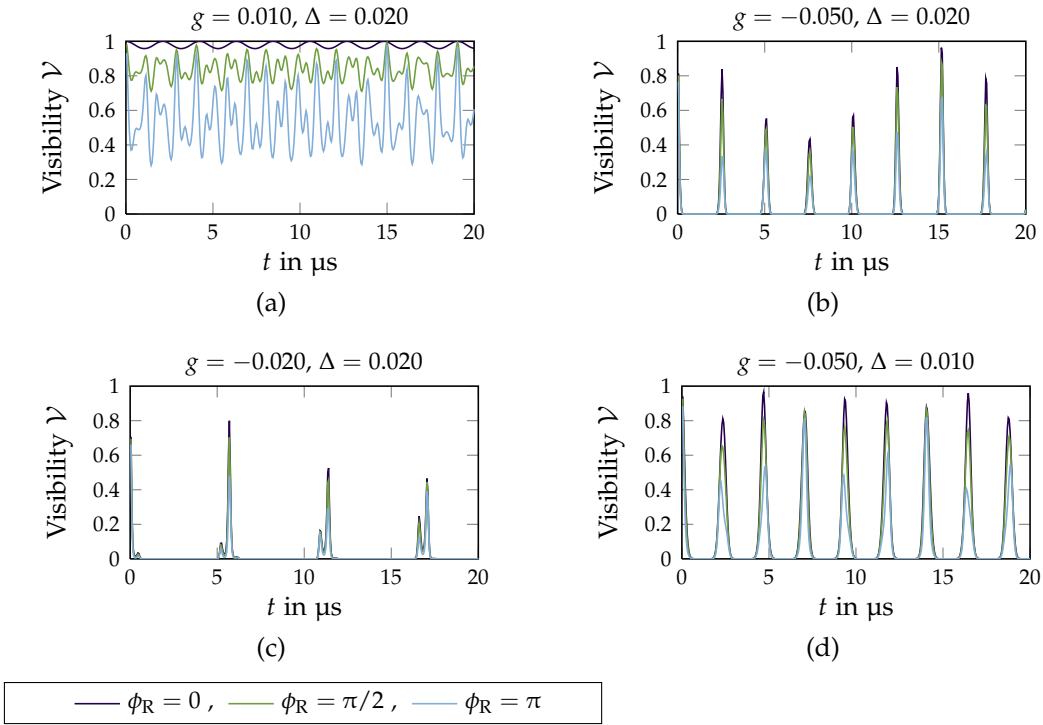 g = 0.010, Δ = 0.020
1
0.8
0.6
0.4
0.2
0
Visibility 𝒱
0 5 10 15 20
t in μs
(a)
g = −0.050, Δ = 0.020
1
0.8
0.6
0.4
0.2
0
Visibility 𝒱
0 5 10 15 20
t in μs
(b)
g = −0.020, Δ = 0.020
1
0.8
0.6
0.4
0.2
0
Visibility 𝒱
0 5 10 15 20
t in μs
(c)
g = −0.050, Δ = 0.010
1
0.8
0.6
0.4
0.2
0
Visibility 𝒱
0 5 10 15 20
t in μs
(d)
ϕR = 0 , ϕR = π/2 , ϕR = π